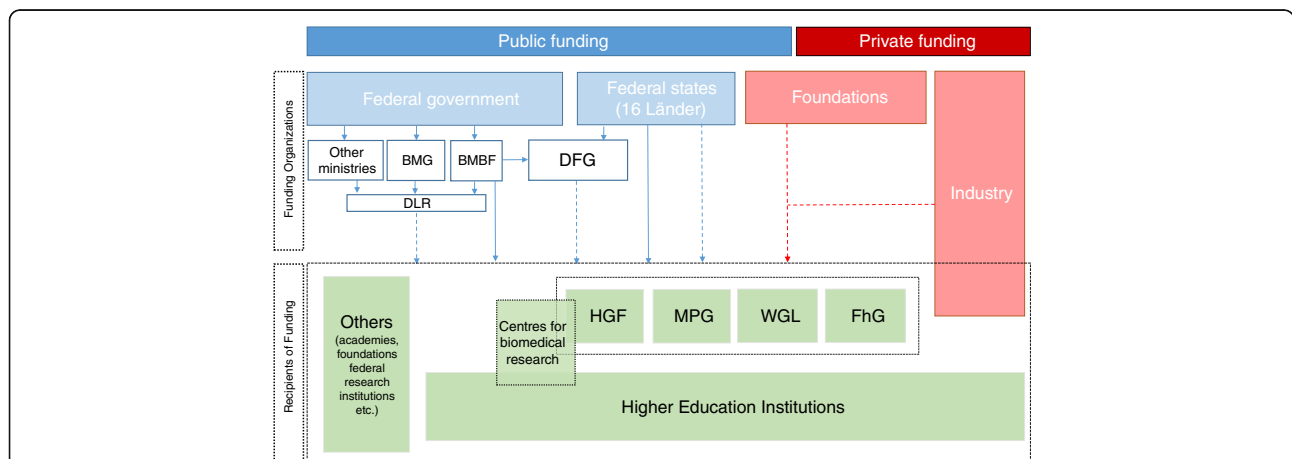 Public funding
Private funding
Funding Organizations
Federal government
Federal states
(16 Länder)
Foundations
Industry
Other
ministries
BMG
BMBF
DFG
DLR
Recipients of Funding
Others
(academies,
foundations
federal
research
institutions
etc.)
Centres for
biomedical
research
HGF
MPG
WGL
FhG
Higher Education Institutions